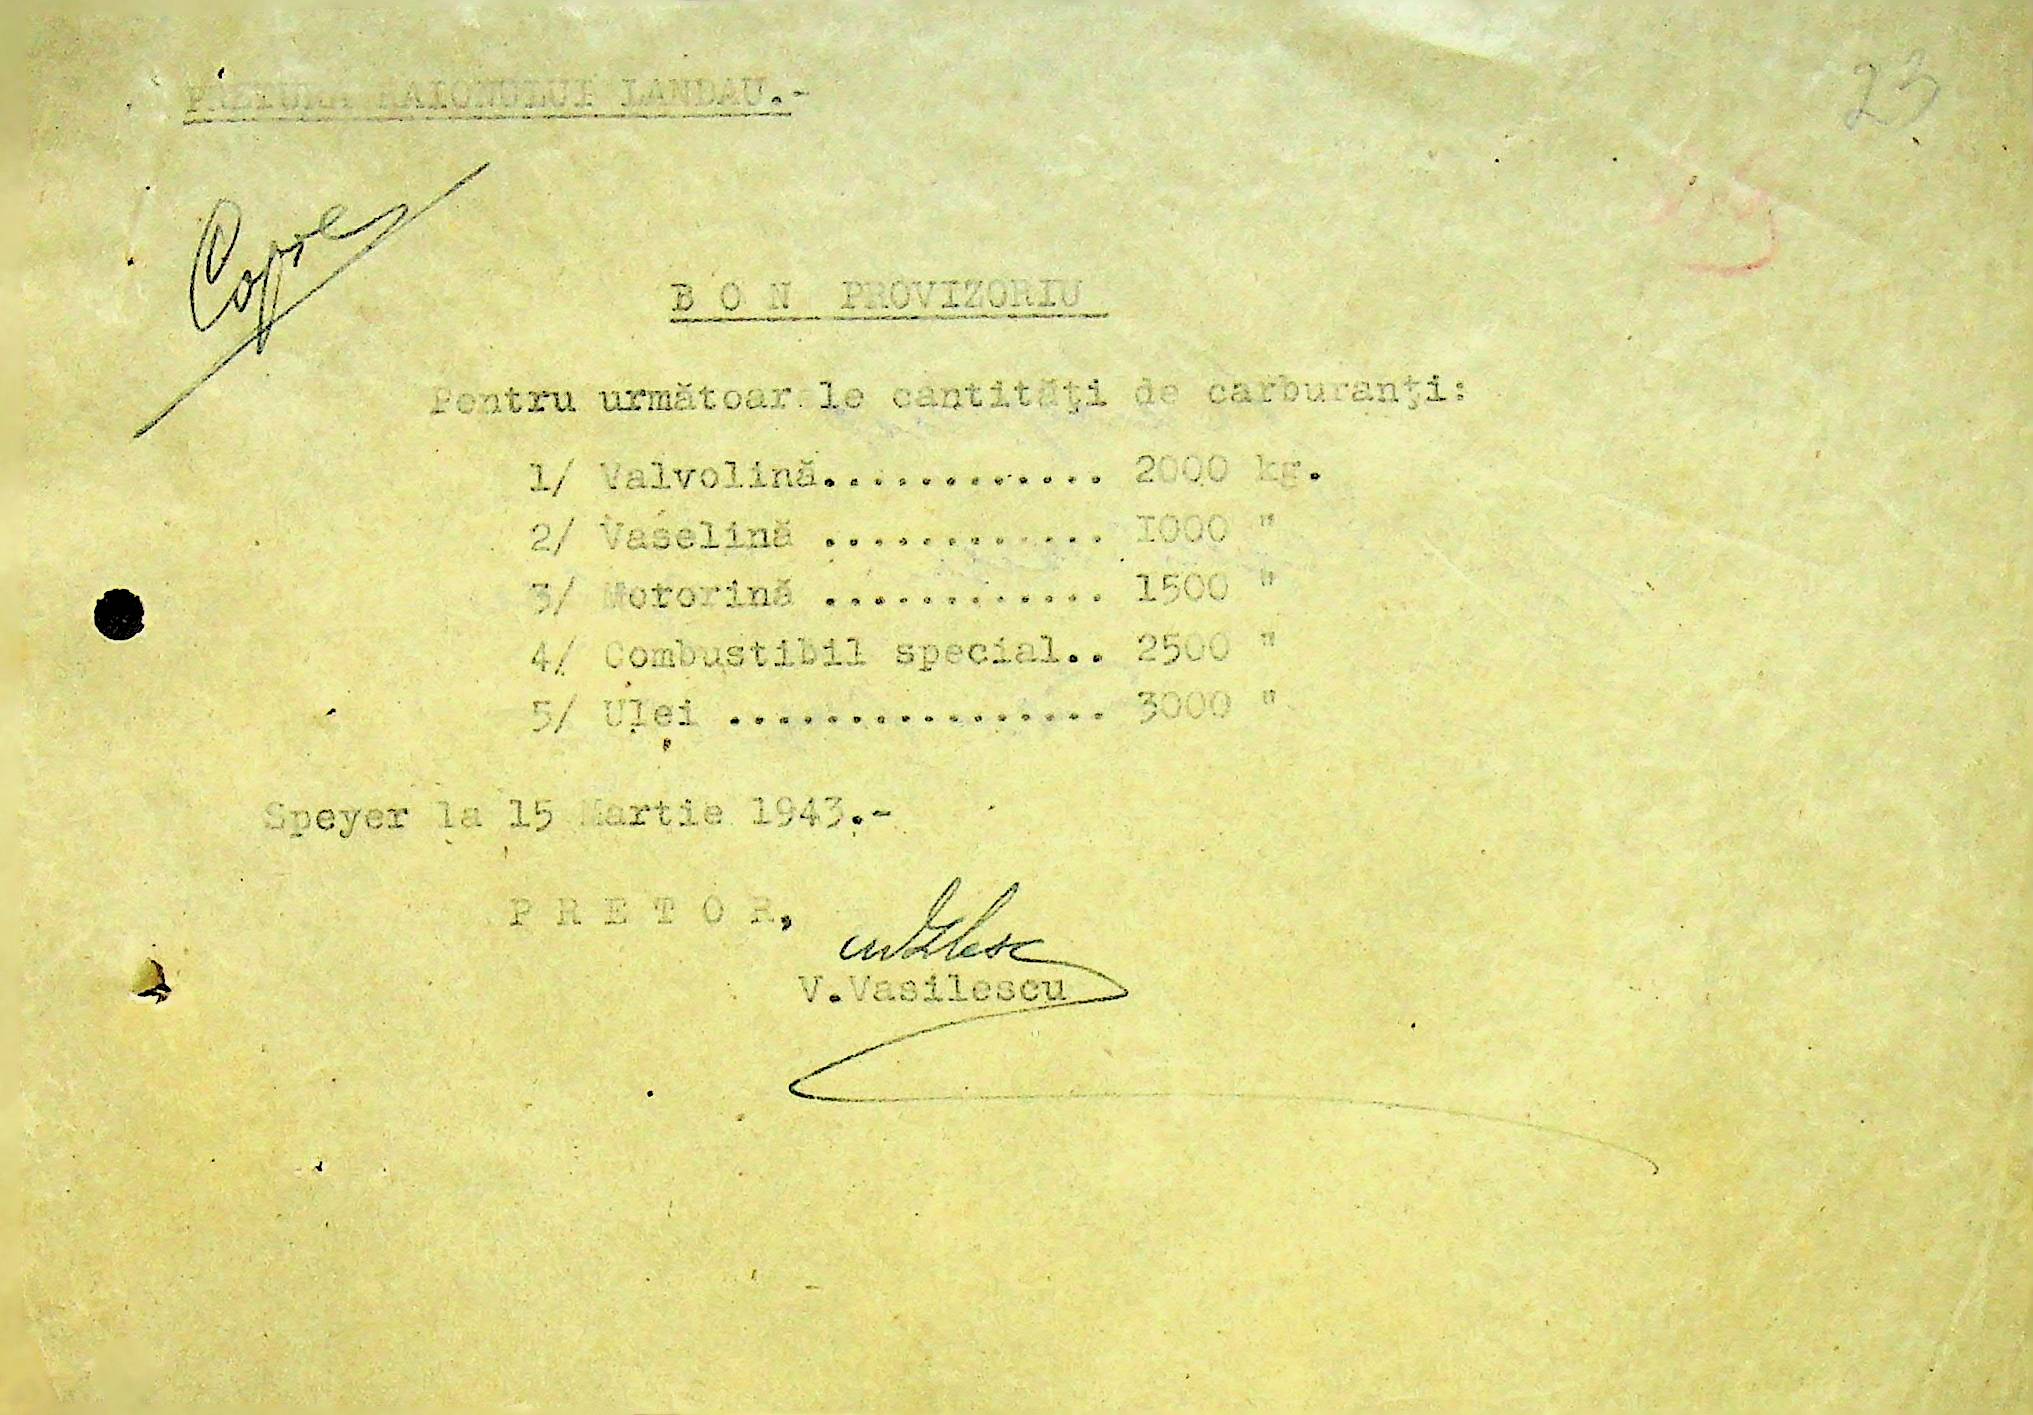 PRETURA RAIONULUI LANDAU.-
23
Copie
B O N PROVIZORIU
Pentru următoarele cantităţi de carburanţi:
1/ Valvolină............ 2000 kg.
2/ Vaselină ............ 1000 "
3/ Motorină ............ 1500 "
4/ Combustibil special.. 2500 "
5/ Ulei ................ 3000 "
Speyer la 15 Martie 1943.-
P R E T O R,
V.Vasilescu